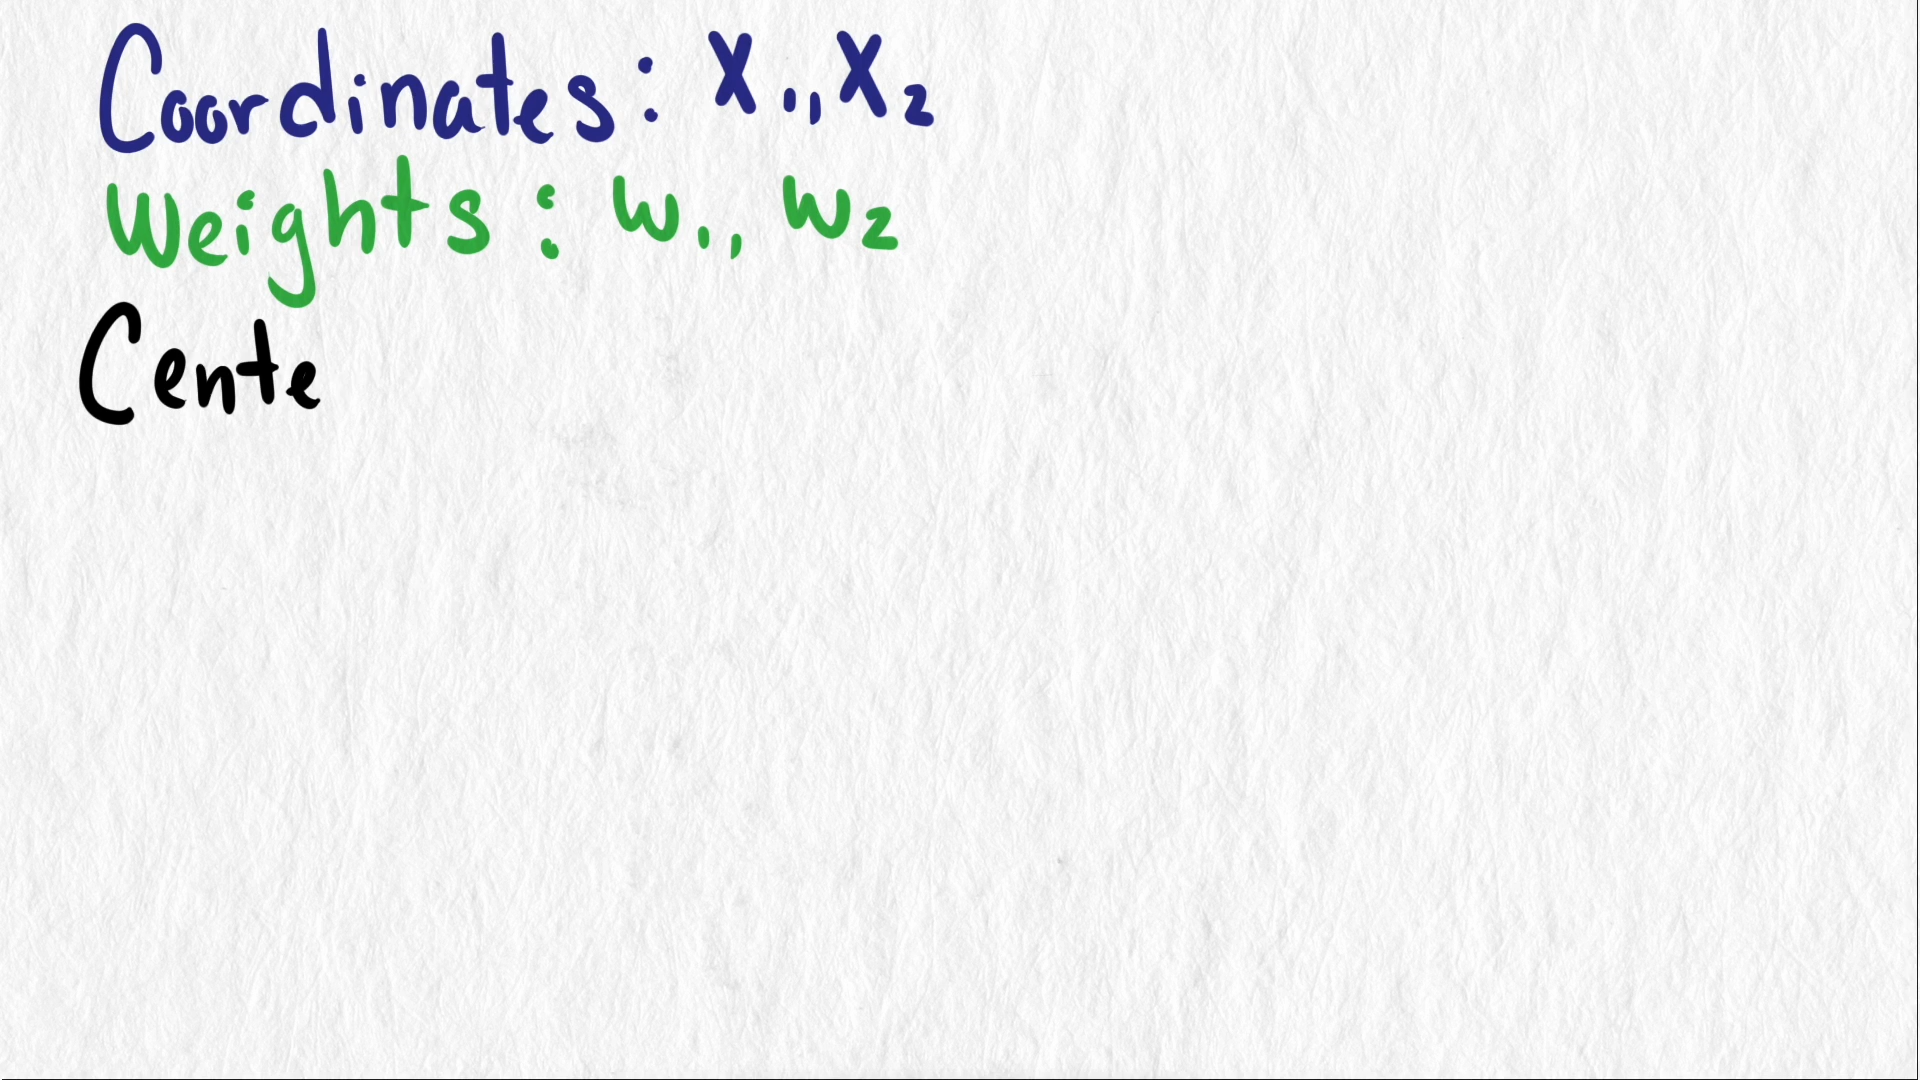 Coordinates: X₁, X₂
Weights: w₁, w₂
Cente